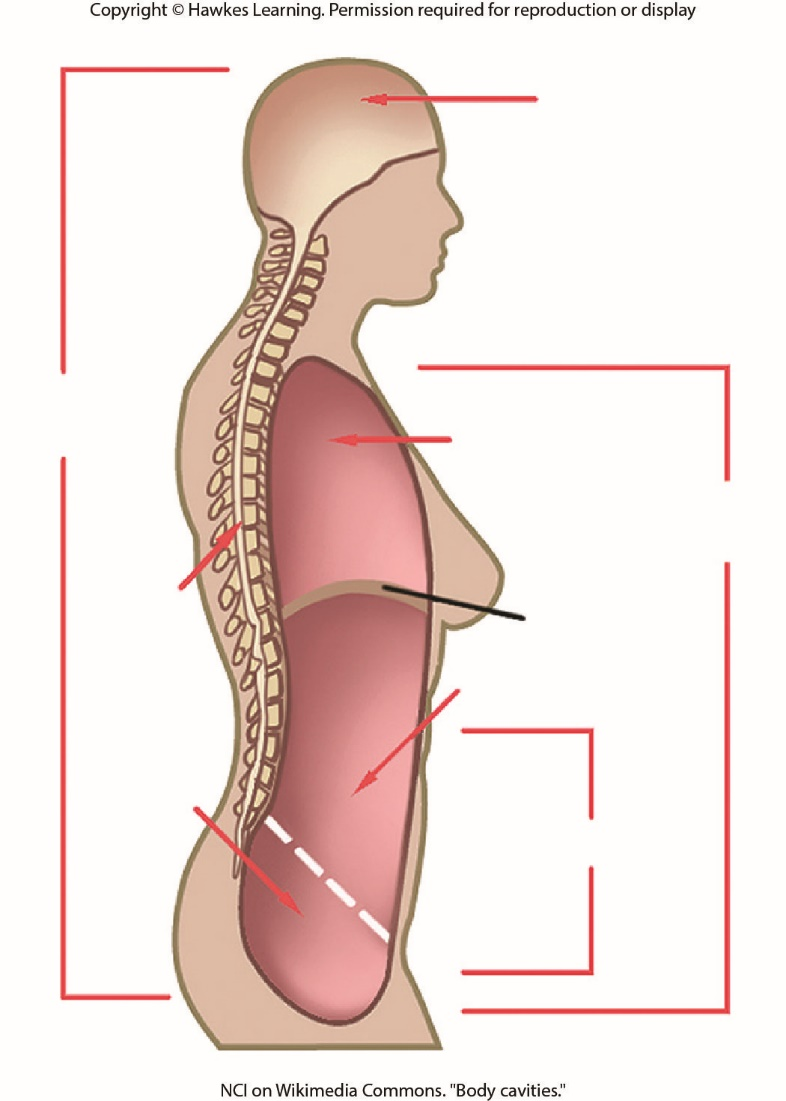 Copyright © Hawkes Learning. Permission required for reproduction or display
NCI on Wikimedia Commons. "Body cavities."